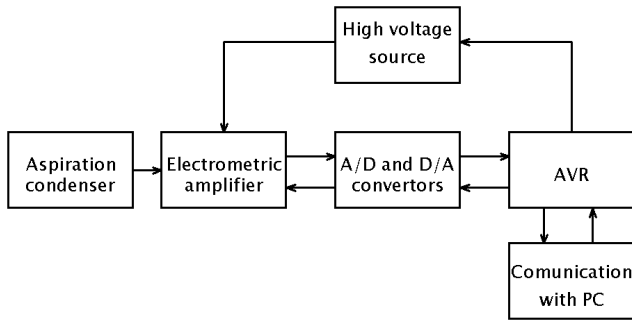 High voltage
source
Aspiration
condenser
Electrometric
amplifier
A/D and D/A
convertors
AVR
Comunication
with PC